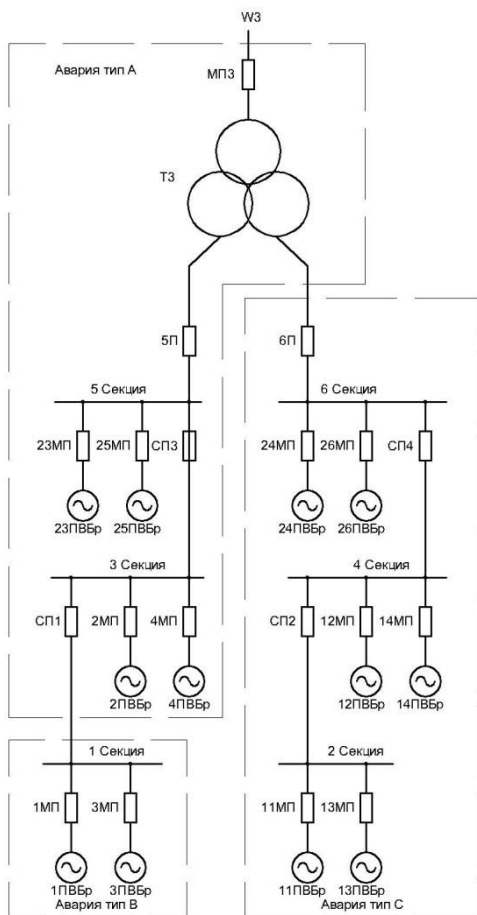 W3
Авария тип А
МП3
Т3
5П
6П
5 Секция
6 Секция
23МП
25МП
СП3
24МП
26МП
СП4
23ПВБр
25ПВБр
24ПВБр
26ПВБр
3 Секция
4 Секция
СП1
2МП
4МП
СП2
12МП
14МП
2ПВБр
4ПВБр
12ПВБр
14ПВБр
1 Секция
2 Секция
1МП
3МП
11МП
13МП
1ПВБр
3ПВБр
11ПВБр
13ПВБр
Авария тип В
Авария тип С